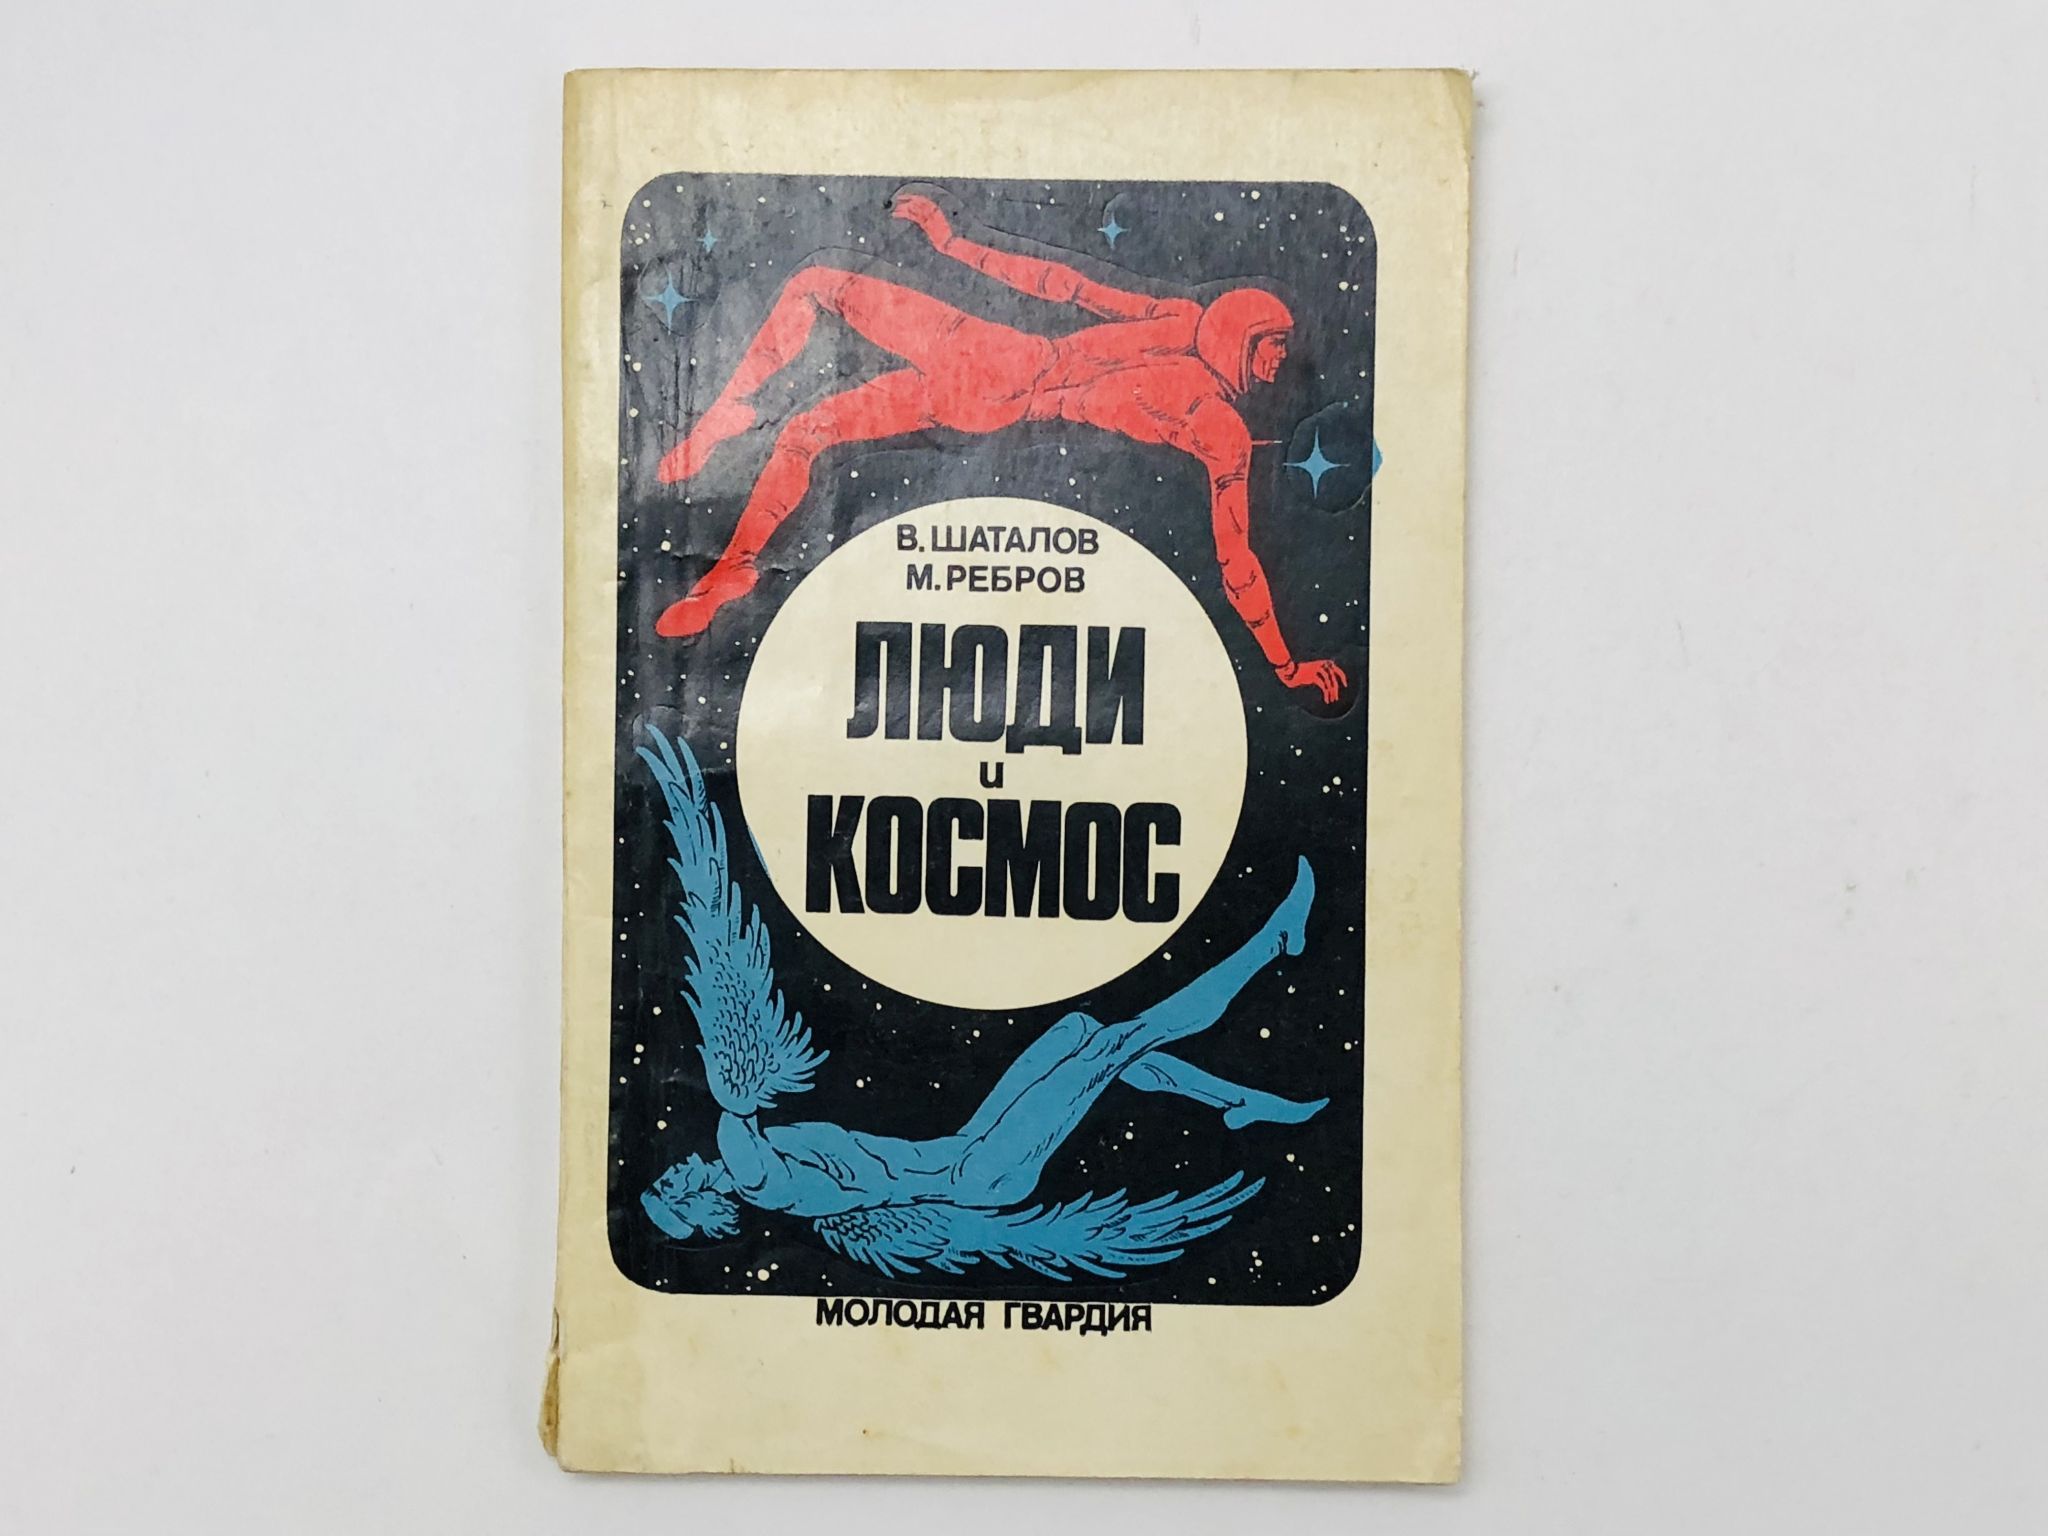 В.ШАТАЛОВ
М.РЕБРОВ
ЛЮДИ
и
КОСМОС
МОЛОДАЯ ГВАРДИЯ